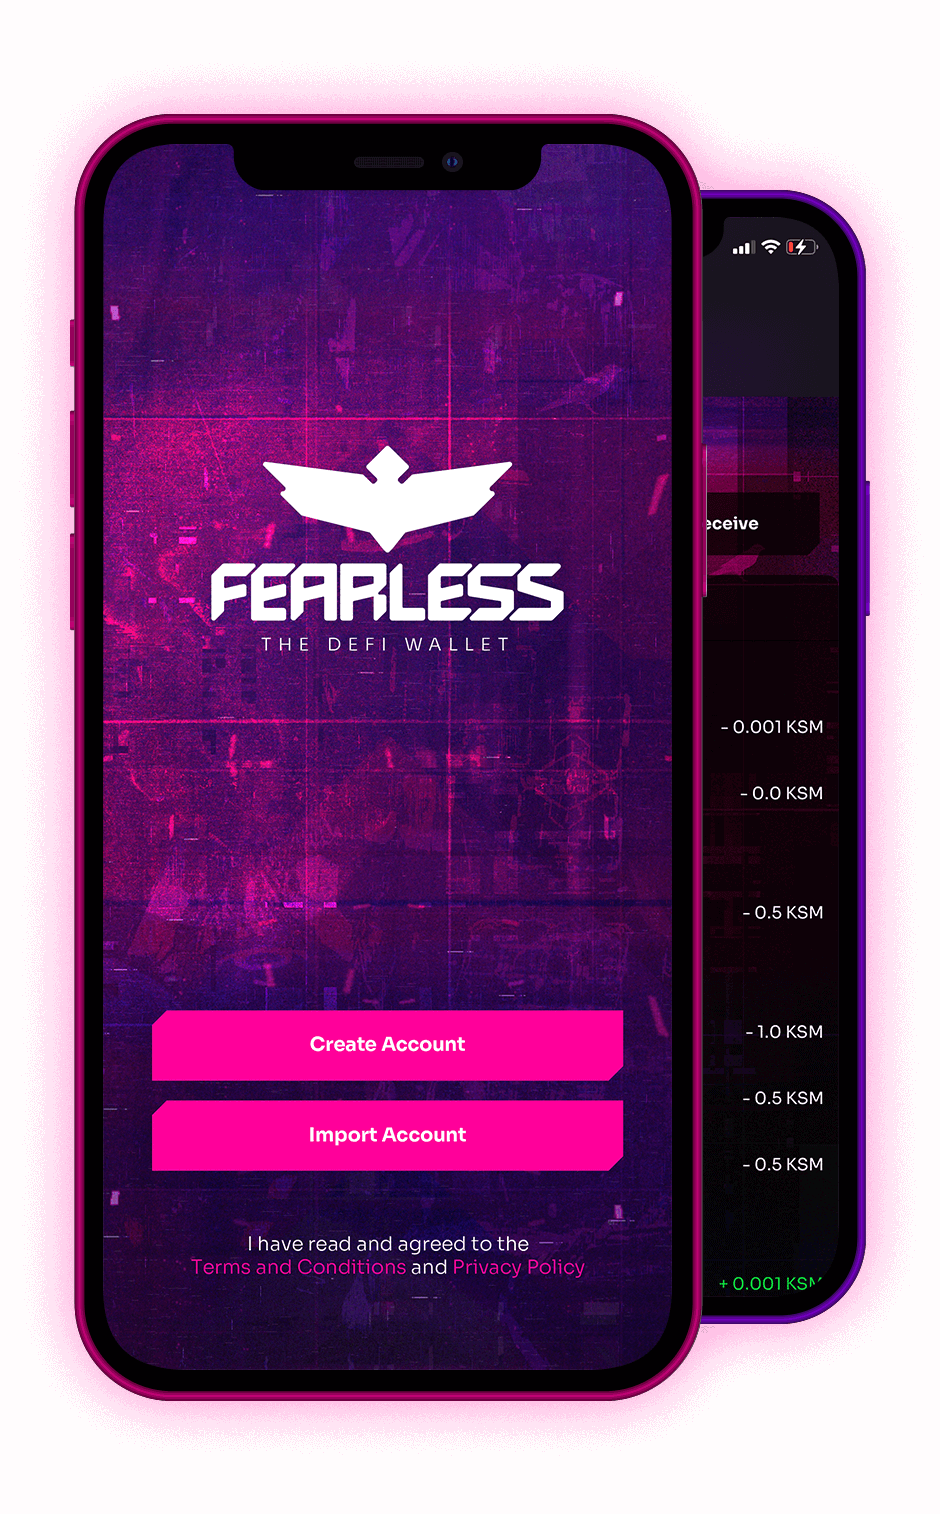 FEARLESS
THE DEFI WALLET
Create Account
Import Account
I have read and agreed to the
Terms and Conditions and Privacy Policy
eceive
- 0.001 KSM
- 0.0 KSM
- 0.5 KSM
- 1.0 KSM
- 0.5 KSM
- 0.5 KSM
+ 0.001 KSM